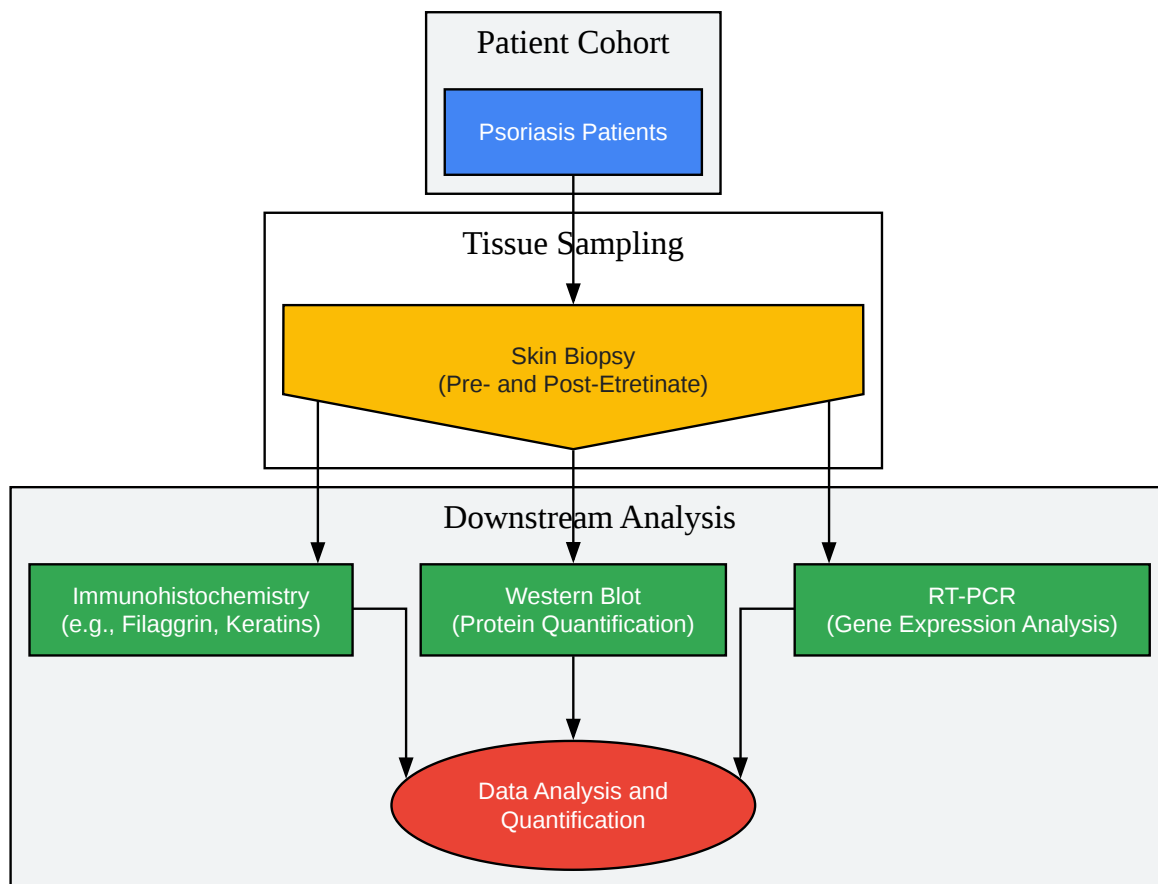 Patient Cohort
Psoriasis Patients
Tissue Sampling
Skin Biopsy
(Pre- and Post-Etretinate)
Downstream Analysis
Immunohistochemistry
(e.g., Filaggrin, Keratins)
Western Blot
(Protein Quantification)
RT-PCR
(Gene Expression Analysis)
Data Analysis and
Quantification